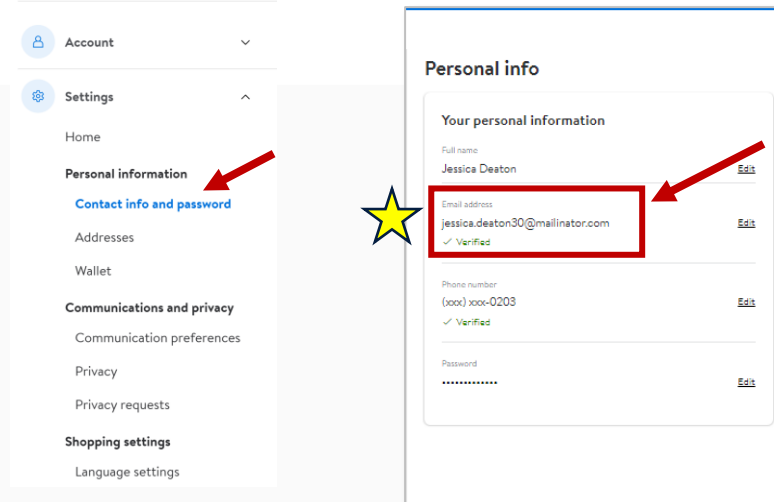 Account
Settings
Home
Personal information
Contact info and password
Addresses
Wallet
Communications and privacy
Communication preferences
Privacy
Privacy requests
Shopping settings
Language settings
Personal info
Your personal information
Full name
Jessica Deaton
Edit
Email address
jessica.deaton30@mailinator.com
Edit
✓ Verified
Phone number
(xxx) xxx-0203
Edit
✓ Verified
Password
•••••••••••••
Edit